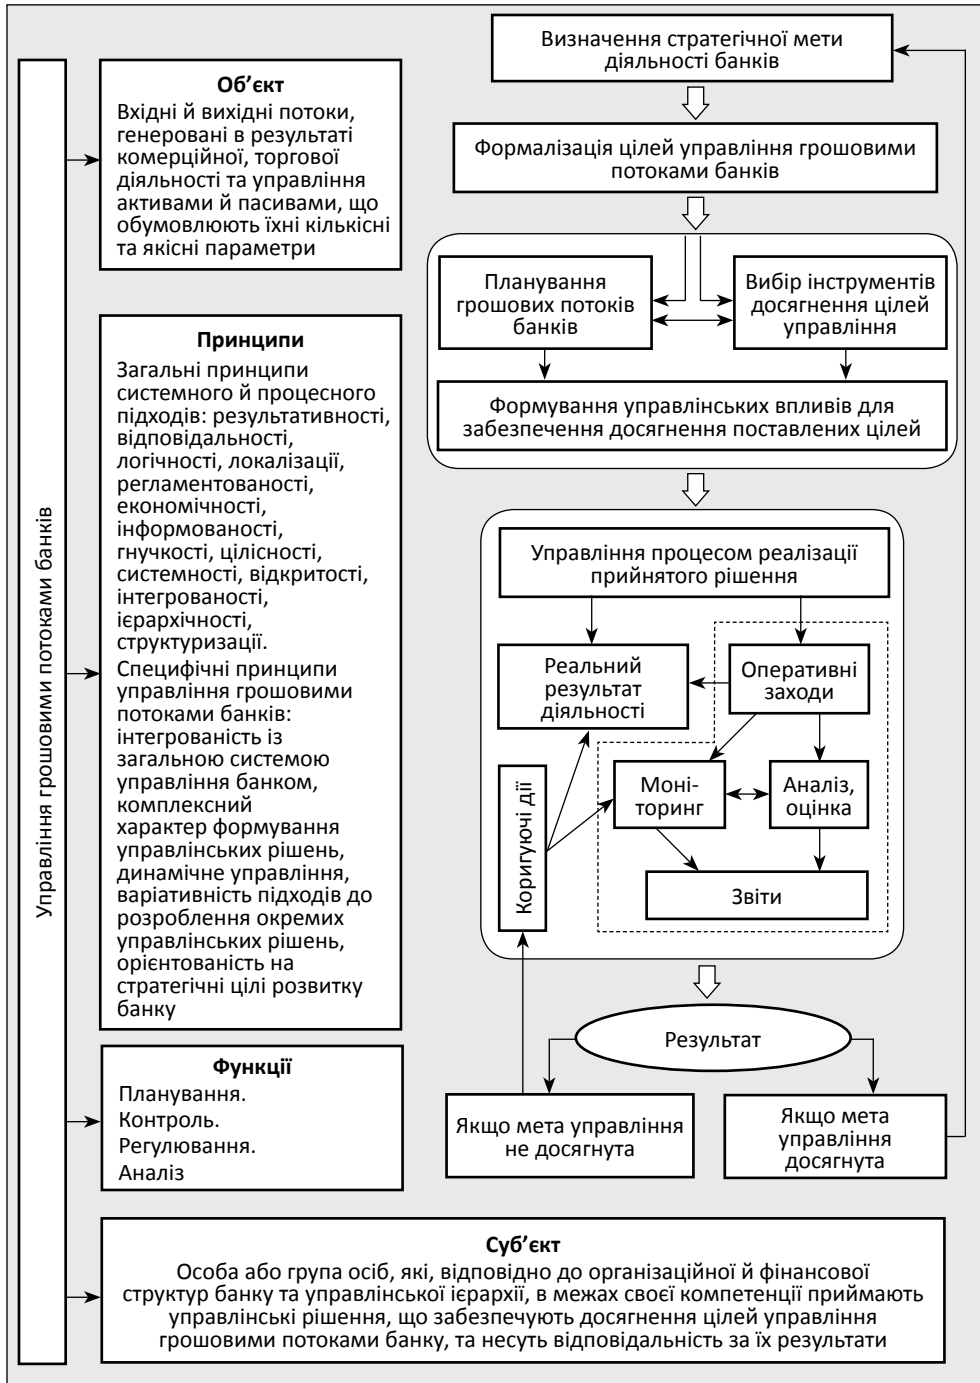 Управління грошовими потоками банків
Об’єкт
Вхідні й вихідні потоки,
генеровані в результаті
комерційної, торгової
діяльності та управління
активами й пасивами, що
обумовлюють їхні кількісні
та якісні параметри
Принципи
Загальні принципи
системного й процесного
підходів: результативності,
відповідальності,
логічності, локалізації,
регламентованості,
економічності,
інформованості,
гнучкості, цілісності,
системності, відкритості,
інтегрованості,
ієрархічності,
структуризації.
Специфічні принципи
управління грошовими
потоками банків:
інтегрованість із
загальною системою
управління банком,
комплексний
характер формування
управлінських рішень,
динамічне управління,
варіативність підходів до
розроблення окремих
управлінських рішень,
орієнтованість на
стратегічні цілі розвитку
банку
Функції
Планування.
Контроль.
Регулювання.
Аналіз
Визначення стратегічної мети
діяльності банків
Формалізація цілей управління грошовими
потоками банків
Планування
грошових потоків
банків
Вибір інструментів
досягнення цілей
управління
Формування управлінських впливів для
забезпечення досягнення поставлених цілей
Управління процесом реалізації
прийнятого рішення
Реальний
результат
діяльності
Оперативні
заходи
Коригуючі дії
Моні-
торинг
Аналіз,
оцінка
Звіти
Результат
Якщо мета управління
не досягнута
Якщо мета
управління
досягнута
Суб’єкт
Особа або група осіб, які, відповідно до організаційної й фінансової
структур банку та управлінської ієрархії, в межах своєї компетенції приймають
управлінські рішення, що забезпечують досягнення цілей управління
грошовими потоками банку, та несуть відповідальність за їх результати